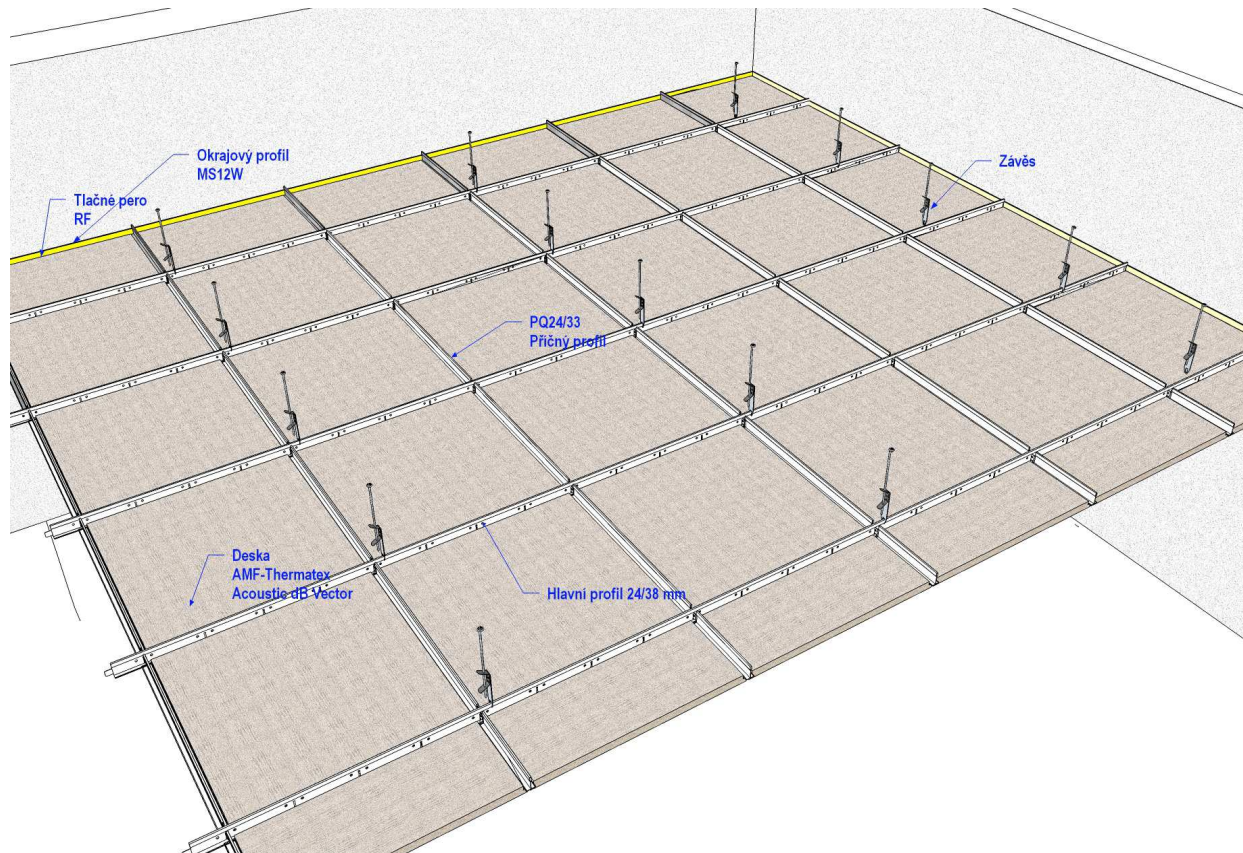 Okrajový profil
MS12W
Závěs
Tlačné pero
RF
PQ24/33
Přičný profil
Deska
AMF-Thermatex
Acoustic dB Vector
Hlavní profil 24/38 mm